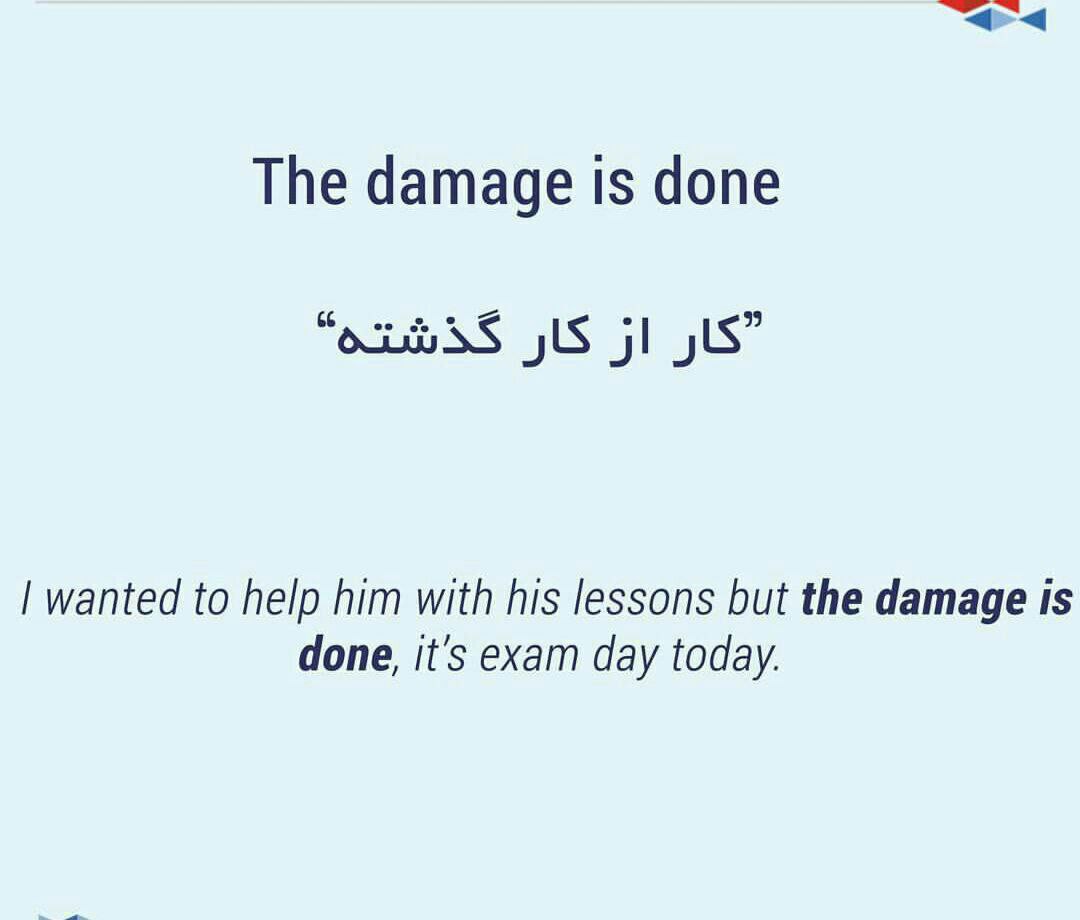 The damage is done
”کار از کار گذشته“
I wanted to help him with his lessons but the damage is
done, it’s exam day today.